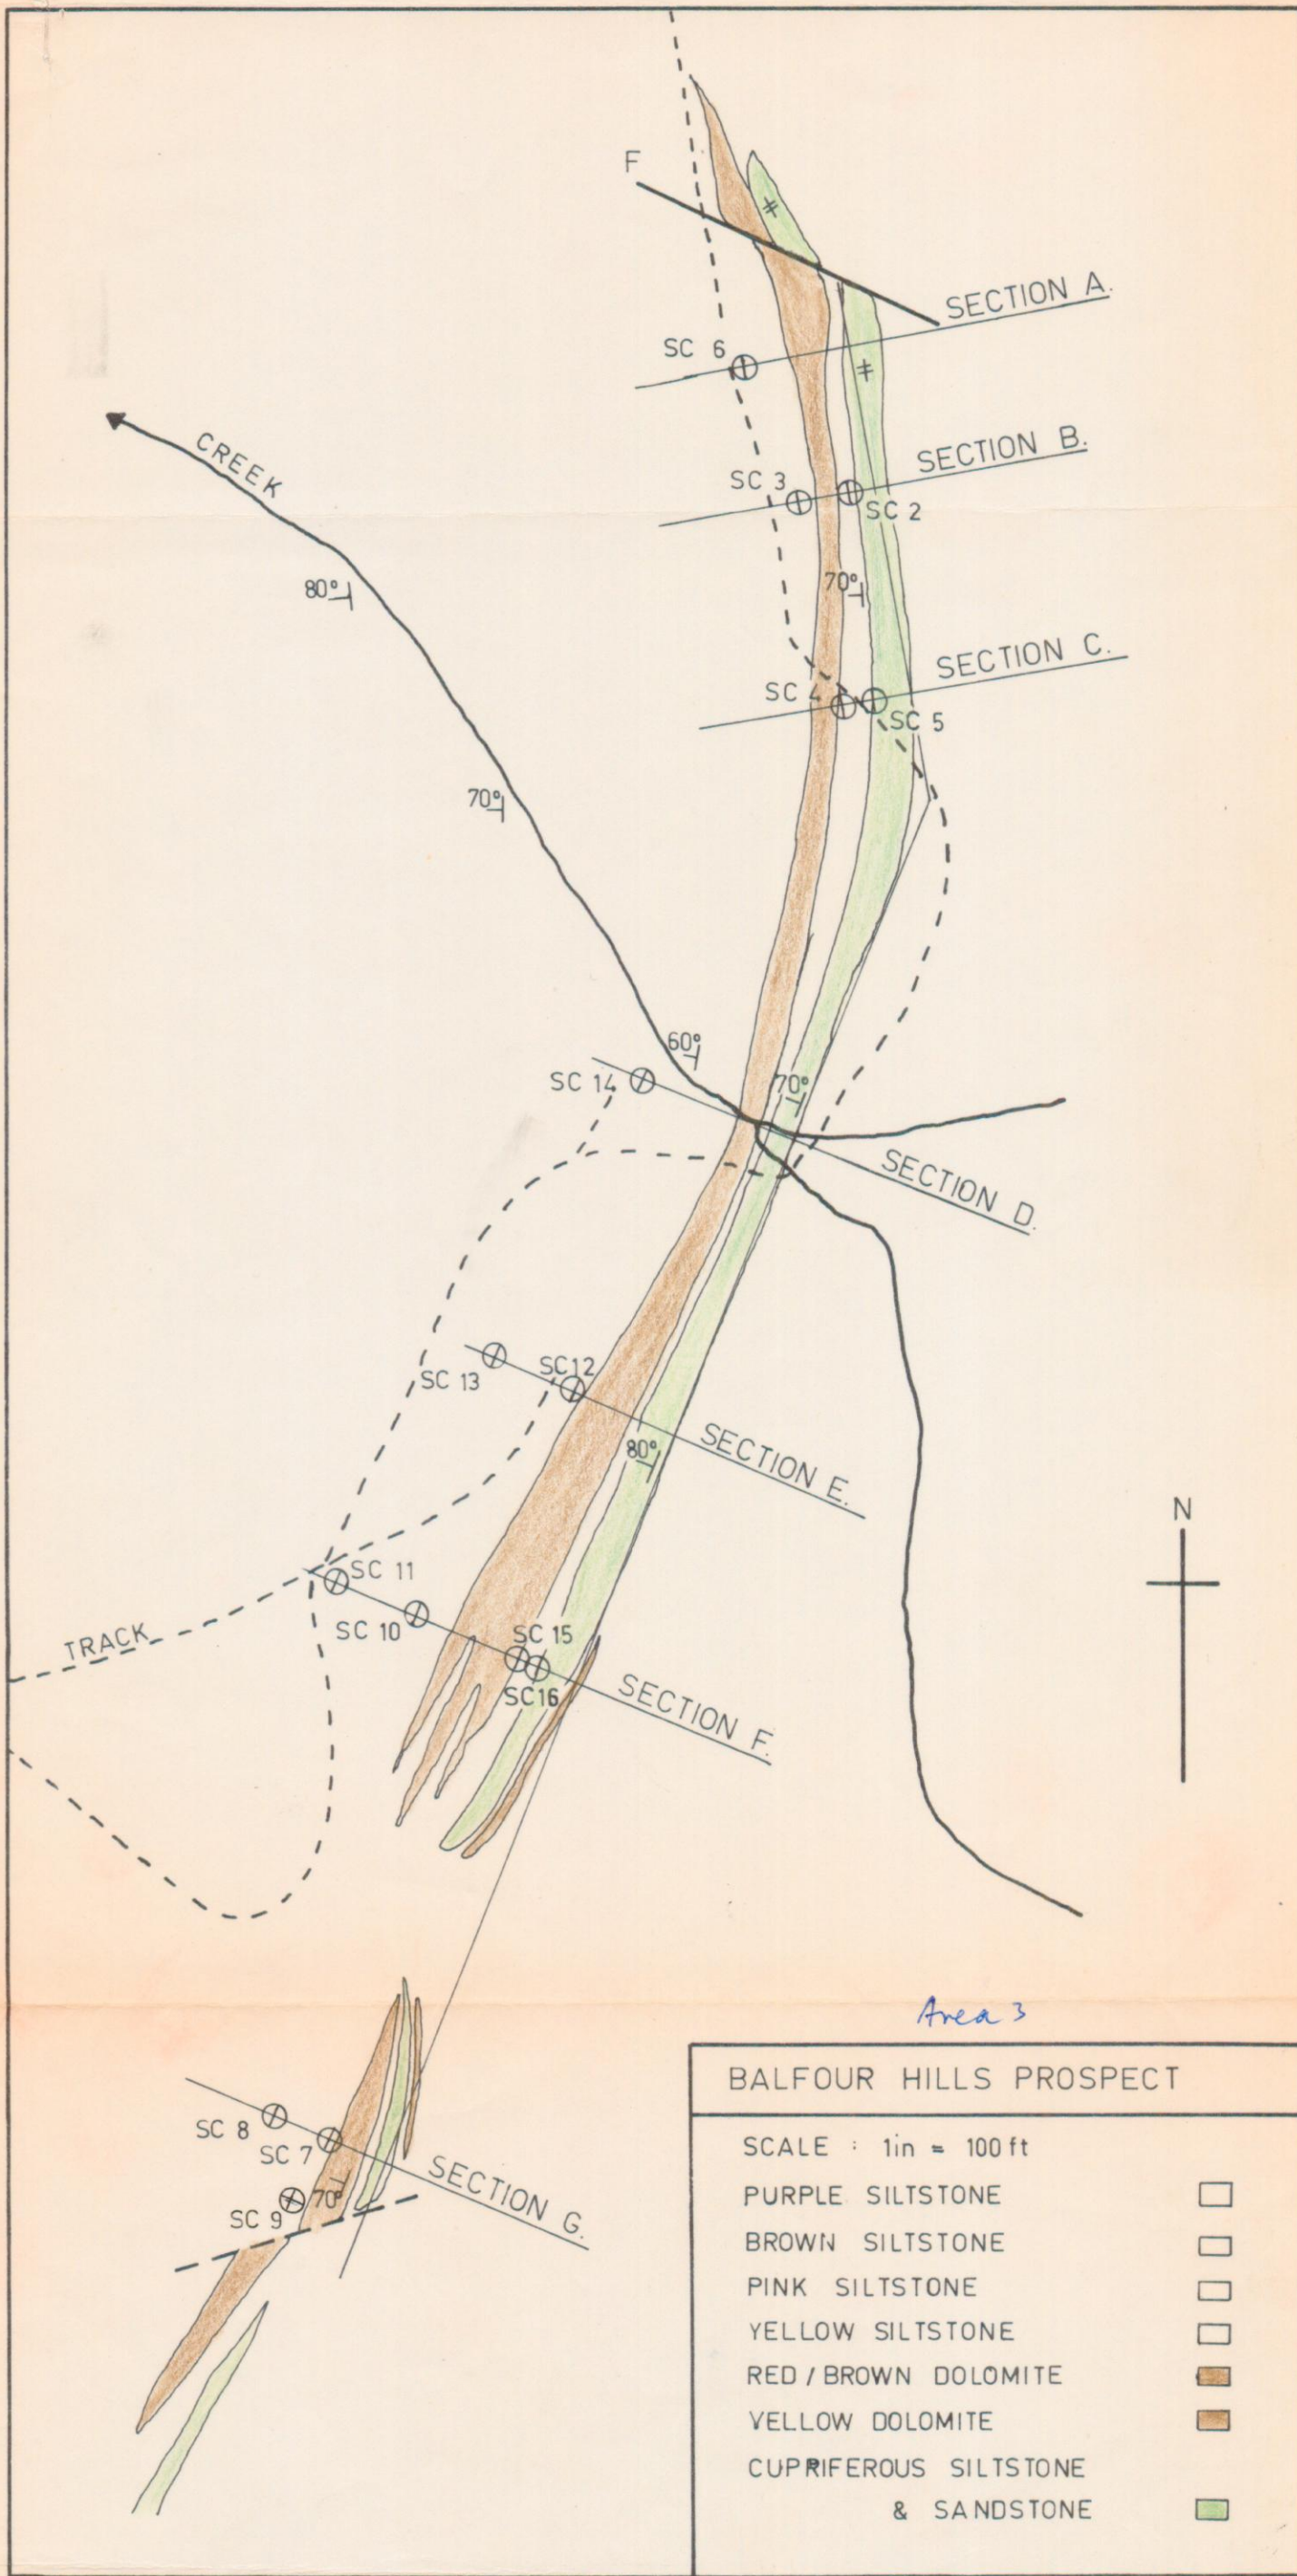 F
SECTION A.
SC 6
CREEK
SECTION B.
SC 3
SC 2
80°
70°
SECTION C.
SC 4
SC 5
70°
60°
SC 14
70°
SECTION D.
SC 13
SC12
SECTION E.
80°
N
SC 11
SC 10
TRACK
SC 15
SC16
SECTION F.
Area 3
SC 8
SC 7
SECTION G.
SC 9
70°
BALFOUR HILLS PROSPECT
SCALE : 1in = 100 ft
PURPLE SILTSTONE
BROWN SILTSTONE
PINK SILTSTONE
YELLOW SILTSTONE
RED / BROWN DOLOMITE
YELLOW DOLOMITE
CUPRIFEROUS SILTSTONE
& SANDSTONE